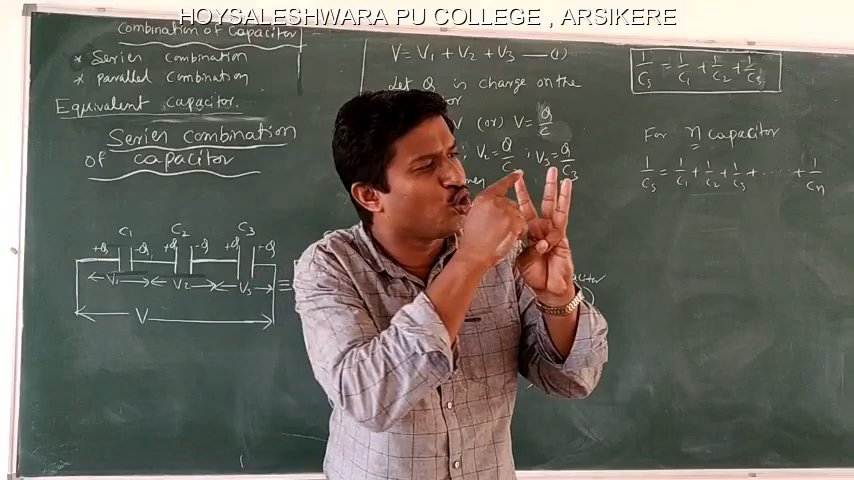 HOYSALESHWARA PU COLLEGE , ARSIKERE
Combination of Capacitor
* Series Combination
* parallel Combination
Equivalent capacitor.
Series combination
of capacitor
C1 C2 C3
+Q -Q +Q -Q +Q -Q
V1 V2 V3 ≡
V
V = V1 + V2 + V3 —(1)
Let Q is charge on the
V (or) V = Q/C
; V2 = Q/C ; V3 = Q/C3
1/Cs = 1/C1 + 1/C2 + 1/C3
For n capacitor
1/Cs = 1/C1 + 1/C2 + 1/C3 + ..... + 1/Cn